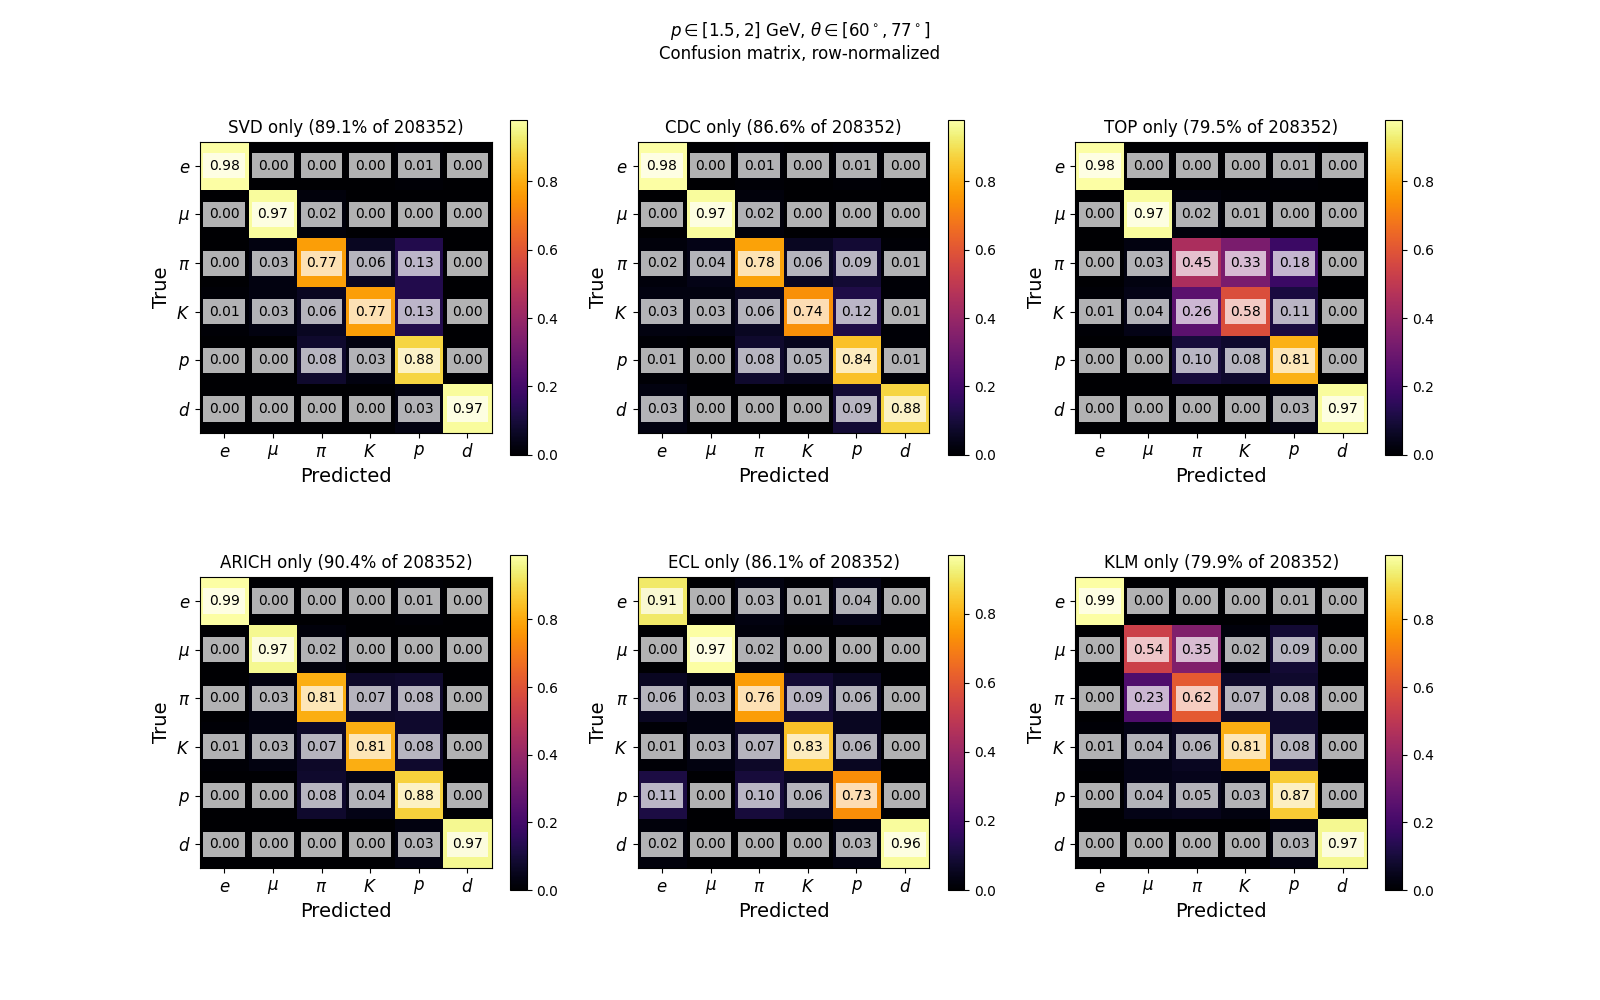 p ∈ [1.5, 2] GeV, θ ∈ [60°, 77°]
Confusion matrix, row-normalized
SVD only (89.1% of 208352)
True
e 0.98 0.00 0.00 0.00 0.01 0.00
μ 0.00 0.97 0.02 0.00 0.00 0.00
π 0.00 0.03 0.77 0.06 0.13 0.00
K 0.01 0.03 0.06 0.77 0.13 0.00
p 0.00 0.00 0.08 0.03 0.88 0.00
d 0.00 0.00 0.00 0.00 0.03 0.97
e μ π K p d
Predicted
0.8
0.6
0.4
0.2
0.0
CDC only (86.6% of 208352)
True
e 0.98 0.00 0.01 0.00 0.01 0.00
μ 0.00 0.97 0.02 0.00 0.00 0.00
π 0.02 0.04 0.78 0.06 0.09 0.01
K 0.03 0.03 0.06 0.74 0.12 0.01
p 0.01 0.00 0.08 0.05 0.84 0.01
d 0.03 0.00 0.00 0.00 0.09 0.88
e μ π K p d
Predicted
0.8
0.6
0.4
0.2
0.0
TOP only (79.5% of 208352)
True
e 0.98 0.00 0.00 0.00 0.01 0.00
μ 0.00 0.97 0.02 0.01 0.00 0.00
π 0.00 0.03 0.45 0.33 0.18 0.00
K 0.01 0.04 0.26 0.58 0.11 0.00
p 0.00 0.00 0.10 0.08 0.81 0.00
d 0.00 0.00 0.00 0.00 0.03 0.97
e μ π K p d
Predicted
0.8
0.6
0.4
0.2
0.0
ARICH only (90.4% of 208352)
True
e 0.99 0.00 0.00 0.00 0.01 0.00
μ 0.00 0.97 0.02 0.00 0.00 0.00
π 0.00 0.03 0.81 0.07 0.08 0.00
K 0.01 0.03 0.07 0.81 0.08 0.00
p 0.00 0.00 0.08 0.04 0.88 0.00
d 0.00 0.00 0.00 0.00 0.03 0.97
e μ π K p d
Predicted
0.8
0.6
0.4
0.2
0.0
ECL only (86.1% of 208352)
True
e 0.91 0.00 0.03 0.01 0.04 0.00
μ 0.00 0.97 0.02 0.00 0.00 0.00
π 0.06 0.03 0.76 0.09 0.06 0.00
K 0.01 0.03 0.07 0.83 0.06 0.00
p 0.11 0.00 0.10 0.06 0.73 0.00
d 0.02 0.00 0.00 0.00 0.03 0.96
e μ π K p d
Predicted
0.8
0.6
0.4
0.2
0.0
KLM only (79.9% of 208352)
True
e 0.99 0.00 0.00 0.00 0.01 0.00
μ 0.00 0.54 0.35 0.02 0.09 0.00
π 0.00 0.23 0.62 0.07 0.08 0.00
K 0.01 0.04 0.06 0.81 0.08 0.00
p 0.00 0.04 0.05 0.03 0.87 0.00
d 0.00 0.00 0.00 0.00 0.03 0.97
e μ π K p d
Predicted
0.8
0.6
0.4
0.2
0.0